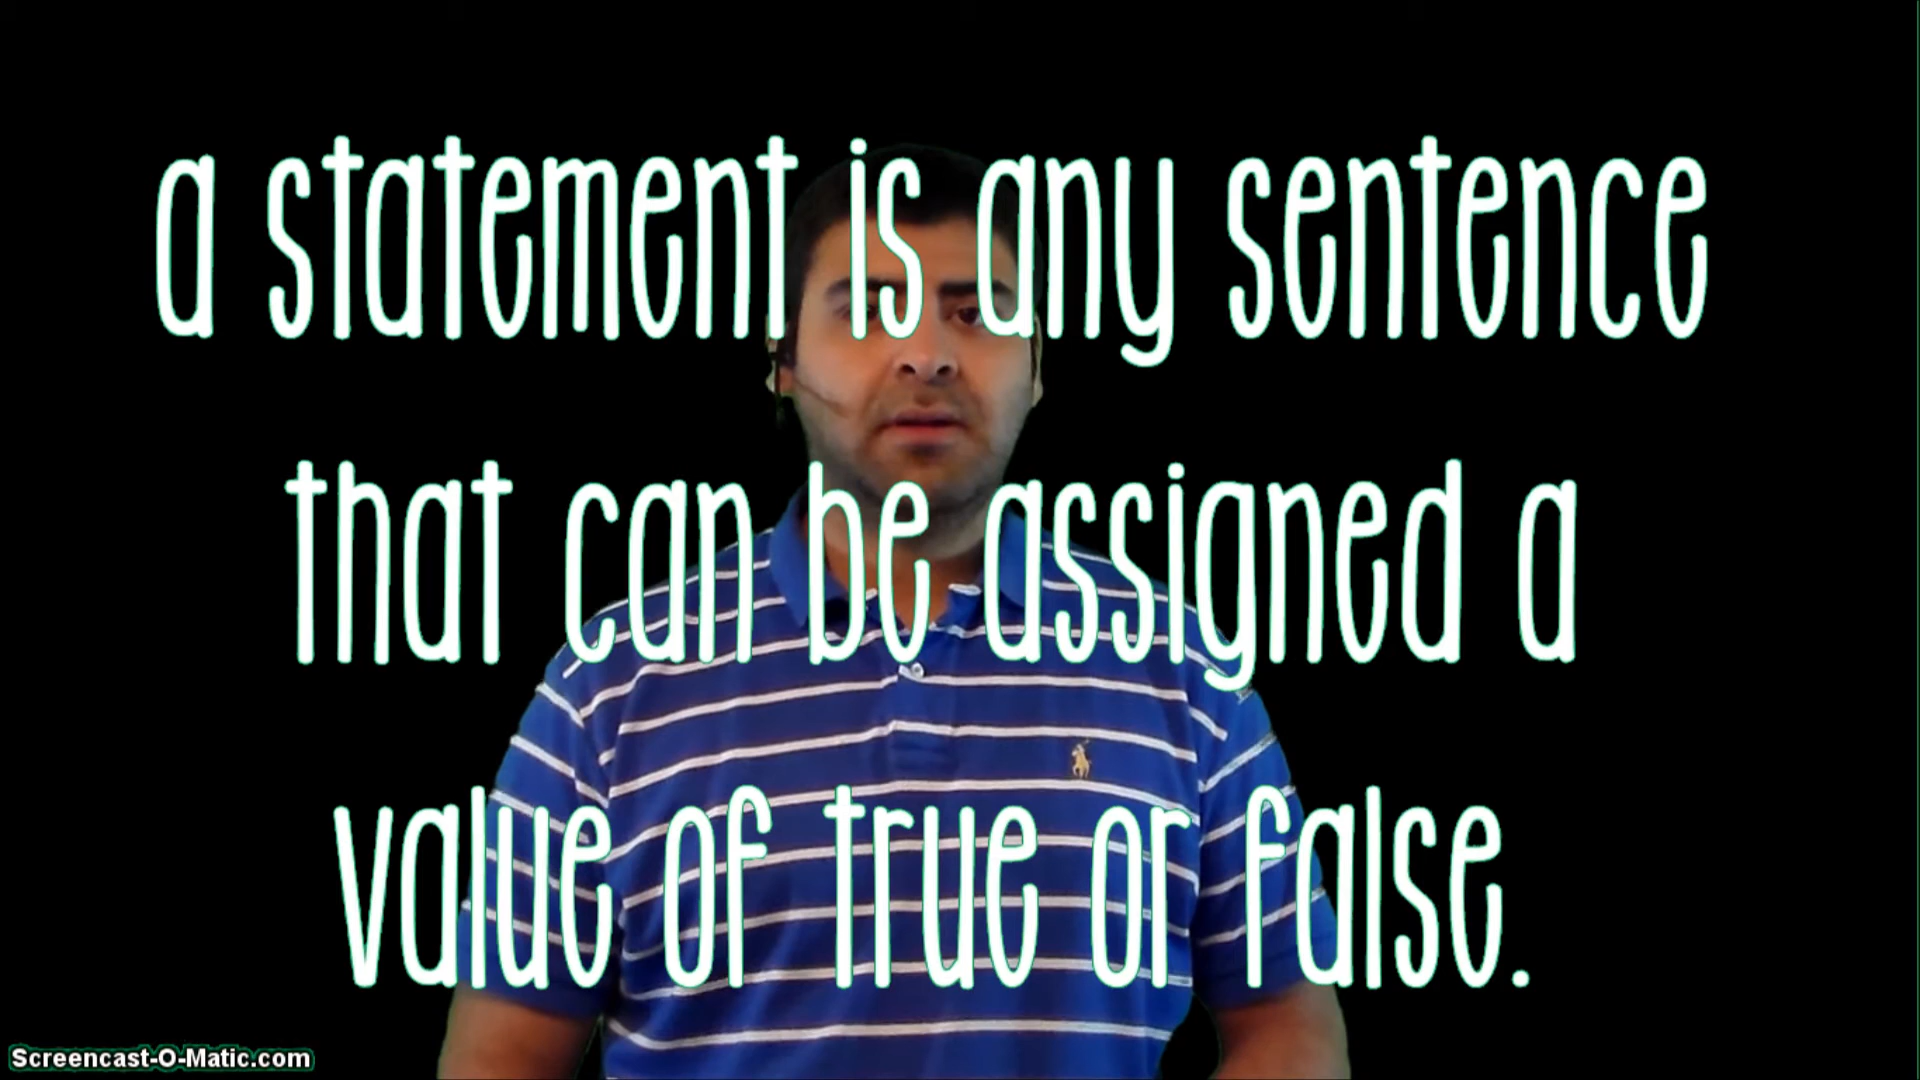 a statement is any sentence
that can be assigned a
value of true or false.
Screencast-O-Matic.com